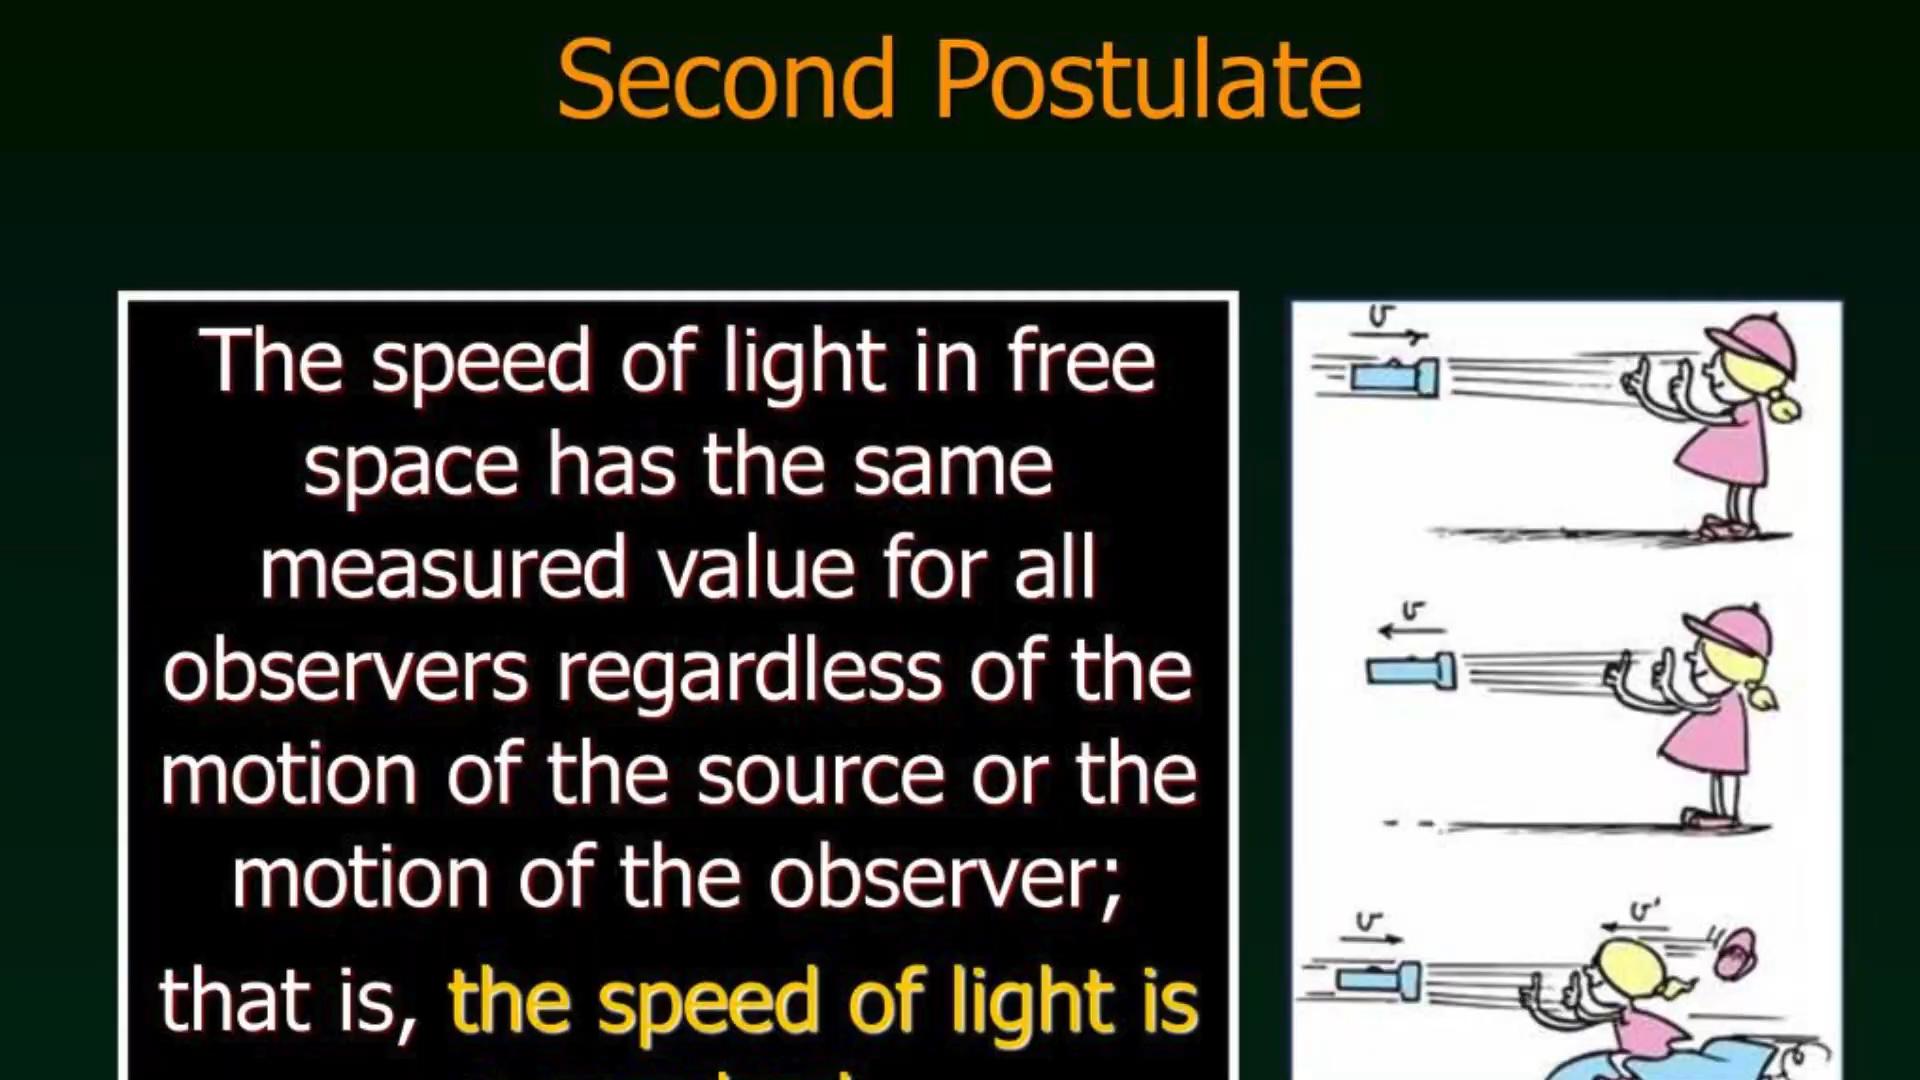 Second Postulate
The speed of light in free
space has the same
measured value for all
observers regardless of the
motion of the source or the
motion of the observer;
that is, the speed of light is
v
v
v
v'